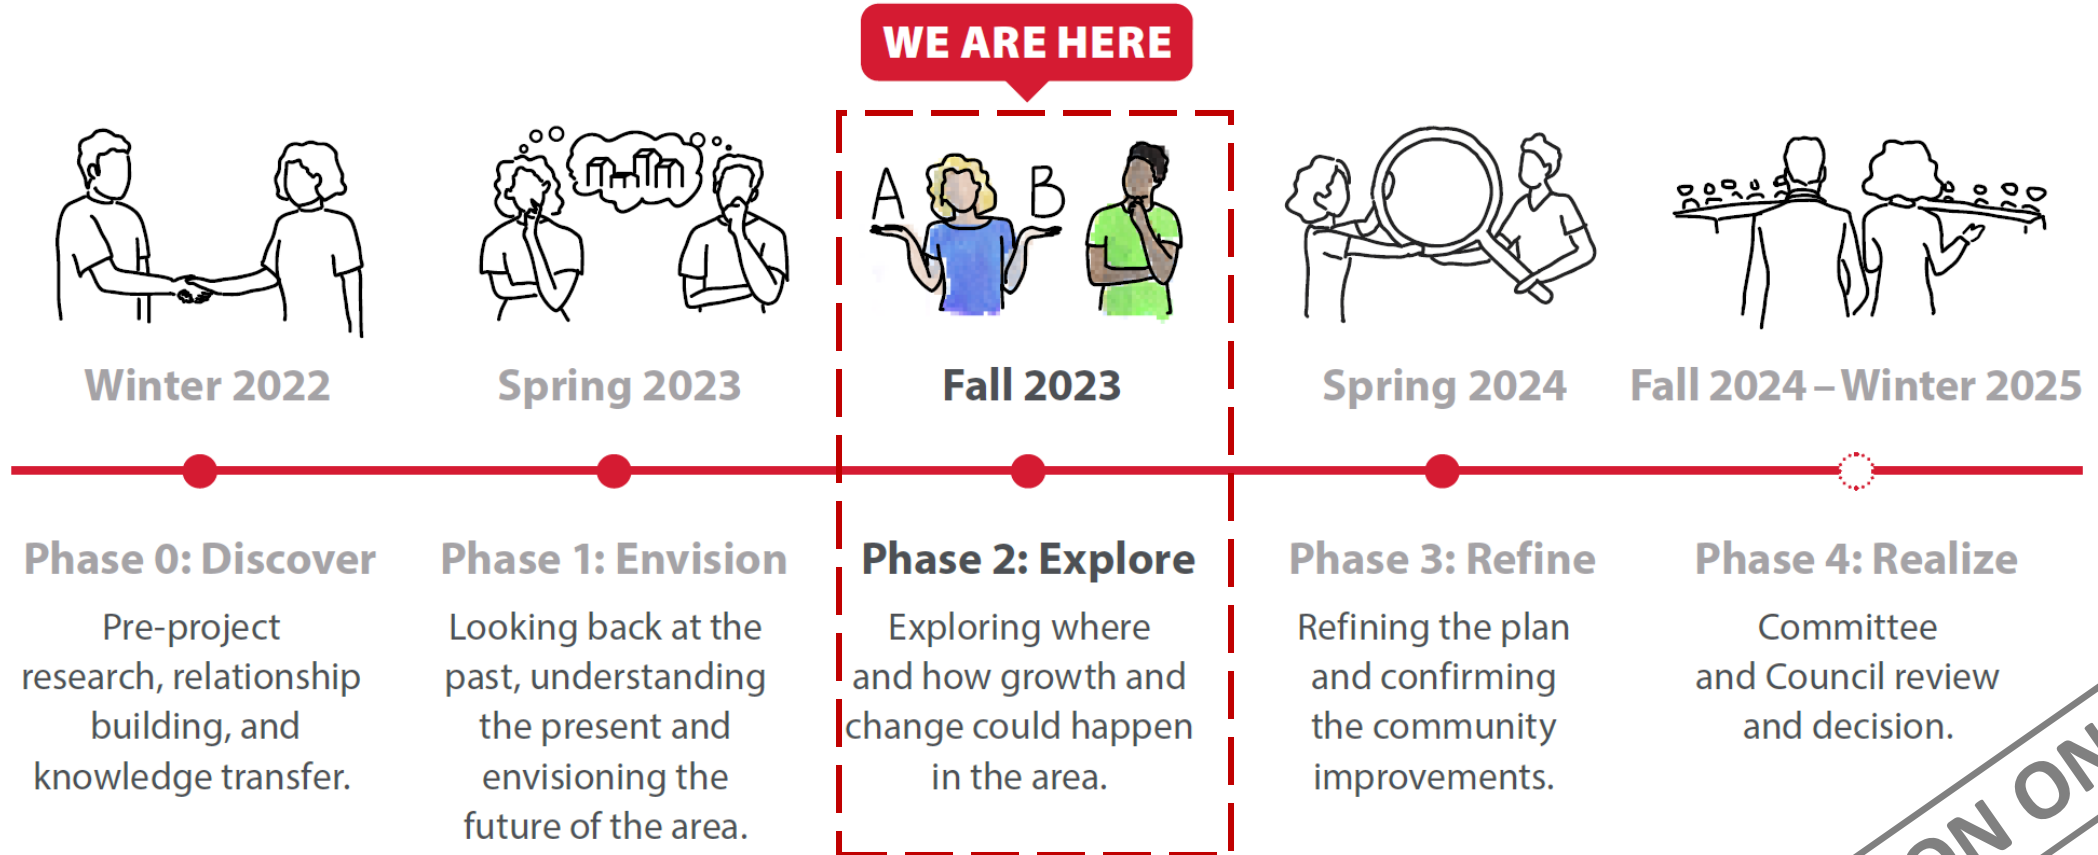 WE ARE HERE
A
B
Winter 2022
Spring 2023
Fall 2023
Spring 2024
Fall 2024 – Winter 2025
Phase 0: Discover
Pre-project
research, relationship
building, and
knowledge transfer.
Phase 1: Envision
Looking back at the
past, understanding
the present and
envisioning the
future of the area.
Phase 2: Explore
Exploring where
and how growth and
change could happen
in the area.
Phase 3: Refine
Refining the plan
and confirming
the community
improvements.
Phase 4: Realize
Committee
and Council review
and decision.